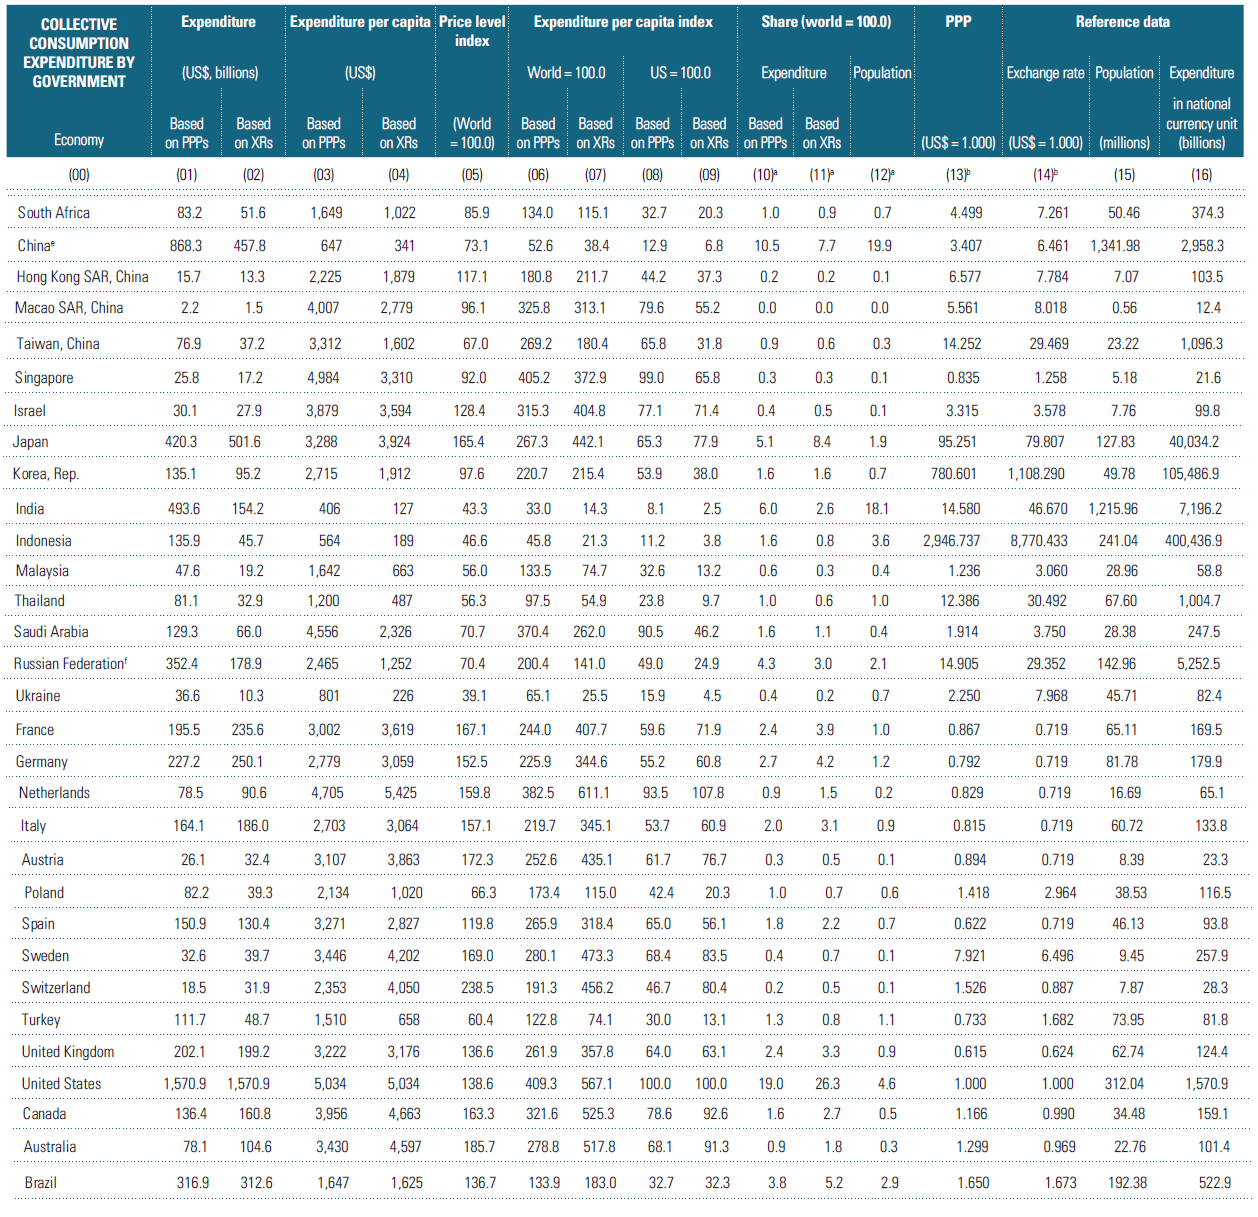 COLLECTIVE CONSUMPTION EXPENDITURE BY GOVERNMENT Expenditure Expenditure per capita Price level index Expenditure per capita index Share (world = 100.0) PPP Reference data
(US$, billions) (US$) World = 100.0 US = 100.0 Expenditure Population Exchange rate Population Expenditure in national currency unit
Economy Based on PPPs Based on XRs Based on PPPs Based on XRs (World = 100.0) Based on PPPs Based on XRs Based on PPPs Based on XRs Based on PPPs Based on XRs (US$ = 1.000) (US$ = 1.000) (millions) (billions)
(00) (01) (02) (03) (04) (05) (06) (07) (08) (09) (10)ᵃ (11)ᵃ (12)ᵃ (13)ᵇ (14)ᵇ (15) (16)
South Africa 83.2 51.6 1,649 1,022 85.9 134.0 115.1 32.7 20.3 1.0 0.9 0.7 4.499 7.261 50.46 374.3
Chinaᵉ 868.3 457.8 647 341 73.1 52.6 38.4 12.9 6.8 10.5 7.7 19.9 3.407 6.461 1,341.98 2,958.3
Hong Kong SAR, China 15.7 13.3 2,225 1,879 117.1 180.8 211.7 44.2 37.3 0.2 0.2 0.1 6.577 7.784 7.07 103.5
Macao SAR, China 2.2 1.5 4,007 2,779 96.1 325.8 313.1 79.6 55.2 0.0 0.0 0.0 5.561 8.018 0.56 12.4
Taiwan, China 76.9 37.2 3,312 1,602 67.0 269.2 180.4 65.8 31.8 0.9 0.6 0.3 14.252 29.469 23.22 1,096.3
Singapore 25.8 17.2 4,984 3,310 92.0 405.2 372.9 99.0 65.8 0.3 0.3 0.1 0.835 1.258 5.18 21.6
Israel 30.1 27.9 3,879 3,594 128.4 315.3 404.8 77.1 71.4 0.4 0.5 0.1 3.315 3.578 7.76 99.8
Japan 420.3 501.6 3,288 3,924 165.4 267.3 442.1 65.3 77.9 5.1 8.4 1.9 95.251 79.807 127.83 40,034.2
Korea, Rep. 135.1 95.2 2,715 1,912 97.6 220.7 215.4 53.9 38.0 1.6 1.6 0.7 780.601 1,108.290 49.78 105,486.9
India 493.6 154.2 406 127 43.3 33.0 14.3 8.1 2.5 6.0 2.6 18.1 14.580 46.670 1,215.96 7,196.2
Indonesia 135.9 45.7 564 189 46.6 45.8 21.3 11.2 3.8 1.6 0.8 3.6 2,946.737 8,770.433 241.04 400,436.9
Malaysia 47.6 19.2 1,642 663 56.0 133.5 74.7 32.6 13.2 0.6 0.3 0.4 1.236 3.060 28.96 58.8
Thailand 81.1 32.9 1,200 487 56.3 97.5 54.9 23.8 9.7 1.0 0.6 1.0 12.386 30.492 67.60 1,004.7
Saudi Arabia 129.3 66.0 4,556 2,326 70.7 370.4 262.0 90.5 46.2 1.6 1.1 0.4 1.914 3.750 28.38 247.5
Russian Federationᶠ 352.4 178.9 2,465 1,252 70.4 200.4 141.0 49.0 24.9 4.3 3.0 2.1 14.905 29.352 142.96 5,252.5
Ukraine 36.6 10.3 801 226 39.1 65.1 25.5 15.9 4.5 0.4 0.2 0.7 2.250 7.968 45.71 82.4
France 195.5 235.6 3,002 3,619 167.1 244.0 407.7 59.6 71.9 2.4 3.9 1.0 0.867 0.719 65.11 169.5
Germany 227.2 250.1 2,779 3,059 152.5 225.9 344.6 55.2 60.8 2.7 4.2 1.2 0.792 0.719 81.78 179.9
Netherlands 78.5 90.6 4,705 5,425 159.8 382.5 611.1 93.5 107.8 0.9 1.5 0.2 0.829 0.719 16.69 65.1
Italy 164.1 186.0 2,703 3,064 157.1 219.7 345.1 53.7 60.9 2.0 3.1 0.9 0.815 0.719 60.72 133.8
Austria 26.1 32.4 3,107 3,863 172.3 252.6 435.1 61.7 76.7 0.3 0.5 0.1 0.894 0.719 8.39 23.3
Poland 82.2 39.3 2,134 1,020 66.3 173.4 115.0 42.4 20.3 1.0 0.7 0.6 1.418 2.964 38.53 116.5
Spain 150.9 130.4 3,271 2,827 119.8 265.9 318.4 65.0 56.1 1.8 2.2 0.7 0.622 0.719 46.13 93.8
Sweden 32.6 39.7 3,446 4,202 169.0 280.1 473.3 68.4 83.5 0.4 0.7 0.1 7.921 6.496 9.45 257.9
Switzerland 18.5 31.9 2,353 4,050 238.5 191.3 456.2 46.7 80.4 0.2 0.5 0.1 1.526 0.887 7.87 28.3
Turkey 111.7 48.7 1,510 658 60.4 122.8 74.1 30.0 13.1 1.3 0.8 1.1 0.733 1.682 73.95 81.8
United Kingdom 202.1 199.2 3,222 3,176 136.6 261.9 357.8 64.0 63.1 2.4 3.3 0.9 0.615 0.624 62.74 124.4
United States 1,570.9 1,570.9 5,034 5,034 138.6 409.3 567.1 100.0 100.0 19.0 26.3 4.6 1.000 1.000 312.04 1,570.9
Canada 136.4 160.8 3,956 4,663 163.3 321.6 525.3 78.6 92.6 1.6 2.7 0.5 1.166 0.990 34.48 159.1
Australia 78.1 104.6 3,430 4,597 185.7 278.8 517.8 68.1 91.3 0.9 1.8 0.3 1.299 0.969 22.76 101.4
Brazil 316.9 312.6 1,647 1,625 136.7 133.9 183.0 32.7 32.3 3.8 5.2 2.9 1.650 1.673 192.38 522.9